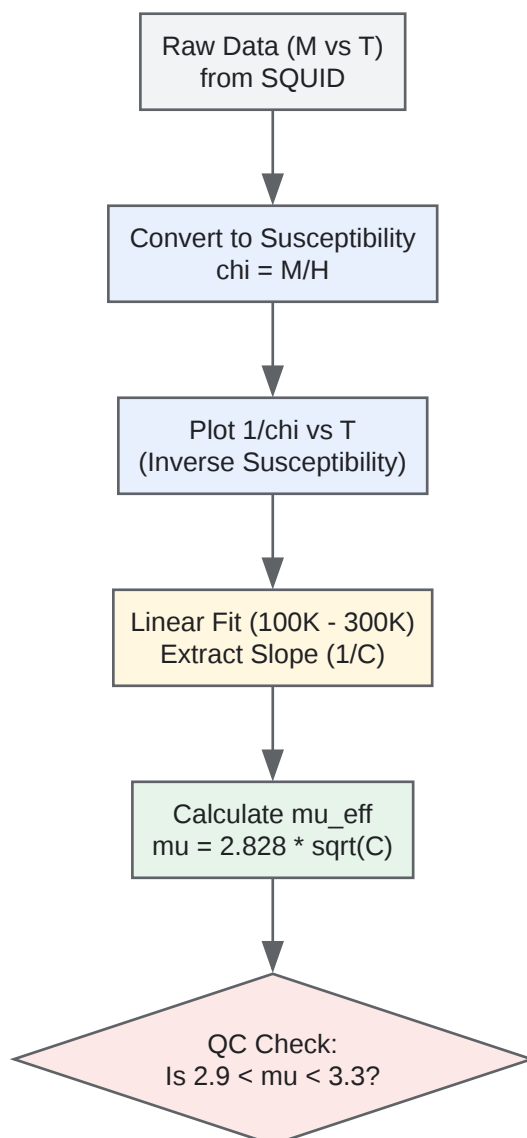 Raw Data (M vs T)
from SQUID
Convert to Susceptibility
chi = M/H
Plot 1/chi vs T
(Inverse Susceptibility)
Linear Fit (100K - 300K)
Extract Slope (1/C)
Calculate mu_eff
mu = 2.828 * sqrt(C)
QC Check:
Is 2.9 < mu < 3.3?